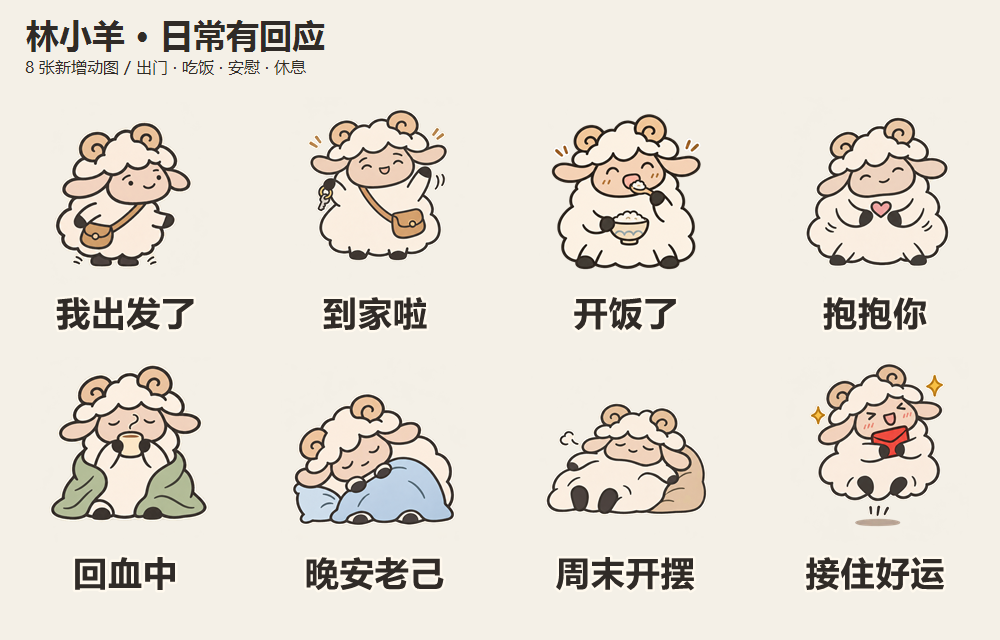 林小羊 • 日常有回应
8 张新增动图 / 出门 · 吃饭 · 安慰 · 休息
我出发了
到家啦
开饭了
抱抱你
回血中
晚安老己
周末开摆
接住好运